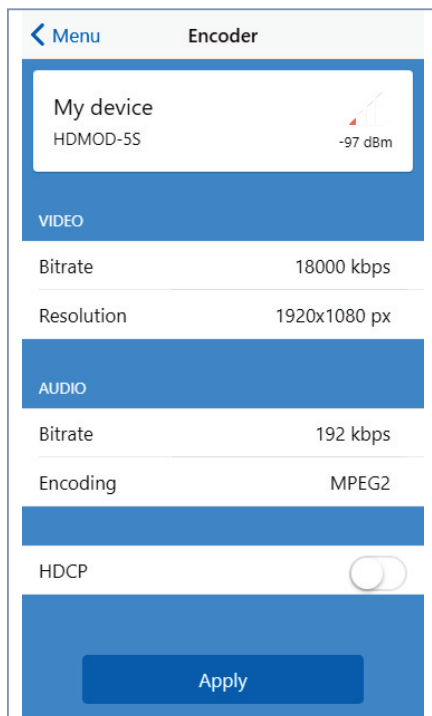 Menu
Encoder
My device
HDMOD-5S
-97 dBm
VIDEO
Bitrate 18000 kbps
Resolution 1920x1080 px
AUDIO
Bitrate 192 kbps
Encoding MPEG2
HDCP
Apply